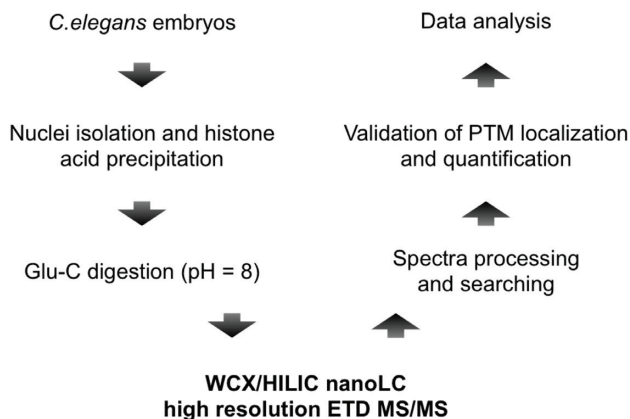 C.elegans embryos
Nuclei isolation and histone
acid precipitation
Glu-C digestion (pH = 8)
WCX/HILIC nanoLC
high resolution ETD MS/MS
Spectra processing
and searching
Validation of PTM localization
and quantification
Data analysis